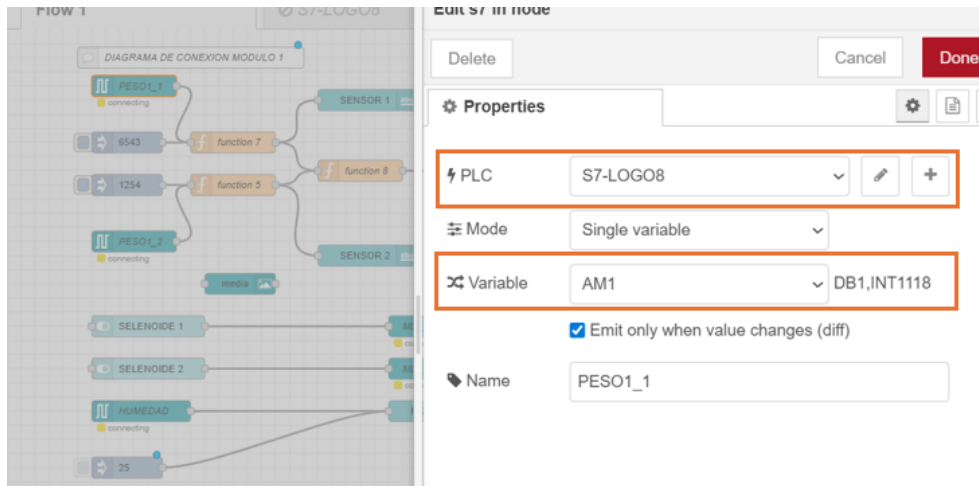 Flow 1
S7-LOGO8
DIAGRAMA DE CONEXION MODULO 1
PESO1_1
connecting
SENSOR 1
6543
function 7
function 8
1254
function 5
PESO1_2
connecting
SENSOR 2
media
SELENOIDE 1
SELENOIDE 2
HUMEDAD
connecting
25
Edit s7 in node
Delete
Cancel
Done
Properties
PLC
S7-LOGO8
Mode
Single variable
Variable
AM1
DB1,INT1118
Emit only when value changes (diff)
Name
PESO1_1